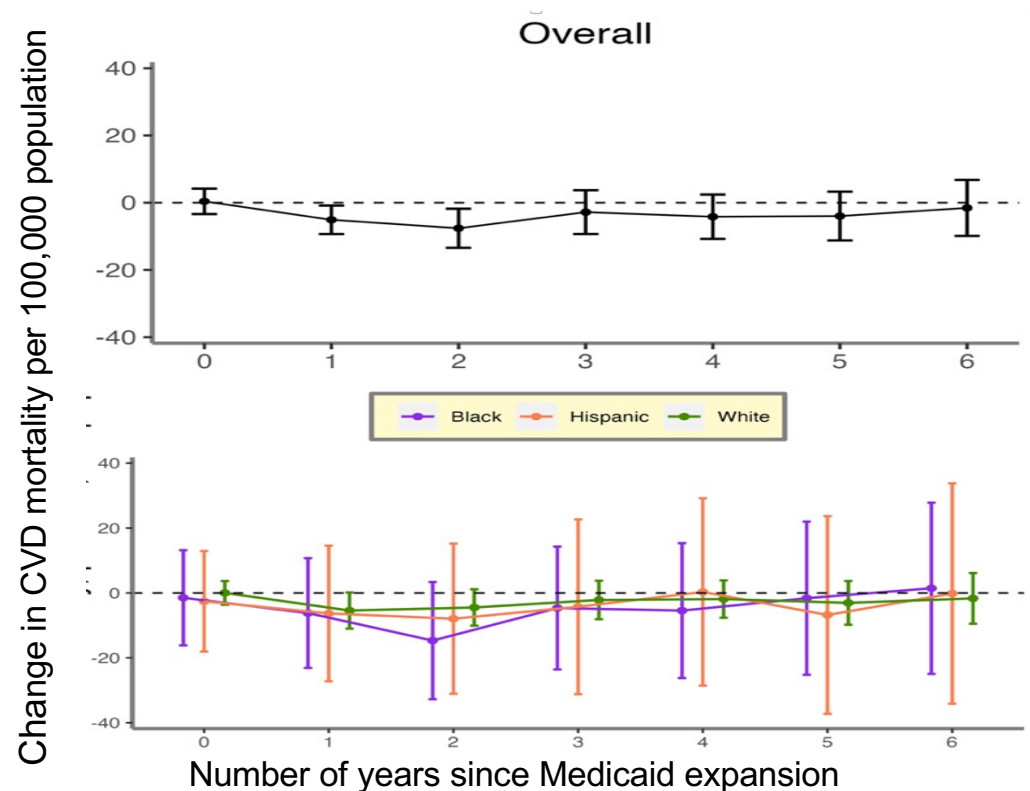 Overall
Change in CVD mortality per 100,000 population
40
20
0
-20
-40
0 1 2 3 4 5 6
Black Hispanic White
40
20
0
-20
-40
0 1 2 3 4 5 6
Number of years since Medicaid expansion